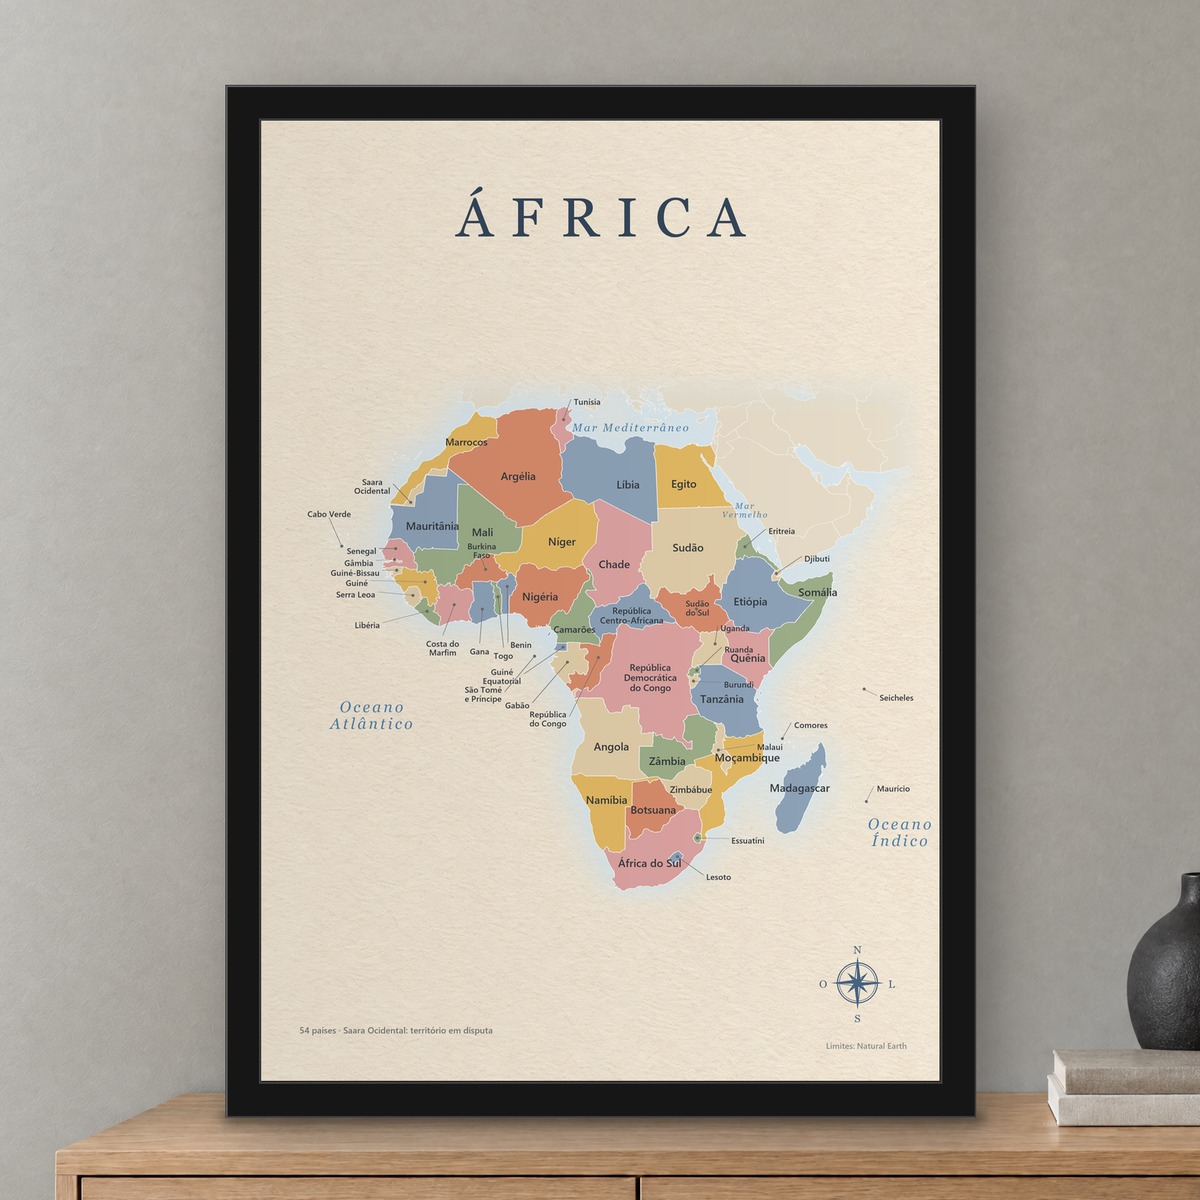 ÁFRICA
Tunísia
Mar Mediterrâneo
Marrocos
Argélia
Líbia
Egito
Saara
Ocidental
Cabo Verde
Mauritânia
Mali
Níger
Chade
Sudão
Mar
Vermelho
Eritreia
Djibuti
Senegal
Gâmbia
Guiné-Bissau
Guiné
Serra Leoa
Libéria
Burkina
Faso
Nigéria
Sudão
do Sul
Etiópia
Somália
República
Centro-Africana
Camarões
Costa do
Marfim
Gana
Togo
Benin
Uganda
Ruanda
Quênia
Guiné
Equatorial
São Tomé
e Príncipe
Gabão
República
do Congo
República
Democrática
do Congo
Burundi
Tanzânia
Seicheles
Oceano
Atlântico
Comores
Angola
Zâmbia
Malaui
Moçambique
Madagascar
Maurício
Namíbia
Botsuana
Zimbábue
Oceano
Índico
Essuatíni
África do Sul
Lesoto
N
O
L
S
54 países · Saara Ocidental: território em disputa
Limites: Natural Earth